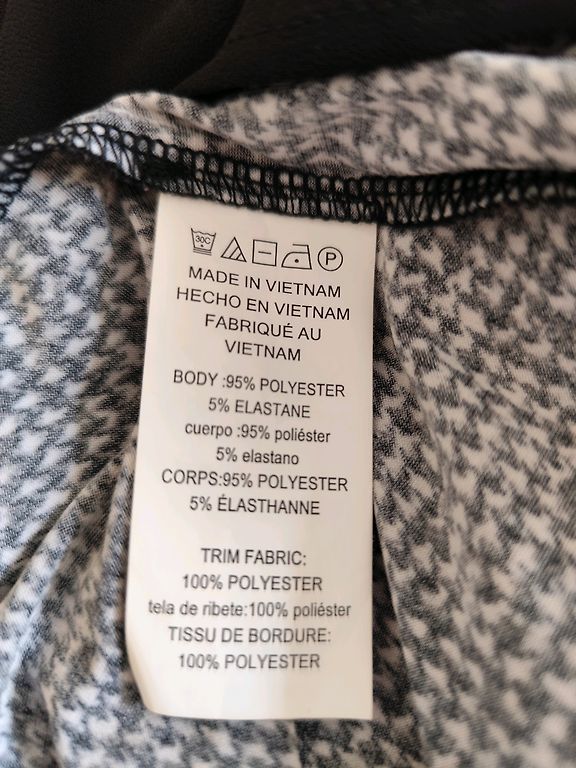 30C
P
MADE IN VIETNAM
HECHO EN VIETNAM
FABRIQUÉ AU
VIETNAM
BODY :95% POLYESTER
5% ELASTANE
cuerpo :95% poliéster
5% elastano
CORPS:95% POLYESTER
5% ÉLASTHANNE
TRIM FABRIC:
100% POLYESTER
tela de ribete:100% poliéster
TISSU DE BORDURE:
100% POLYESTER